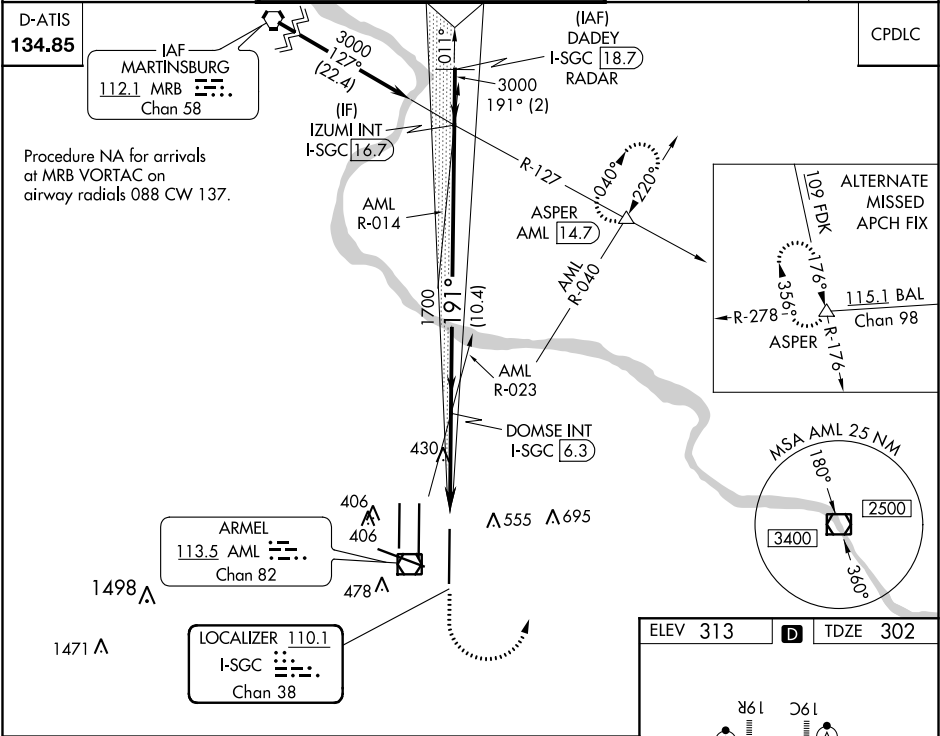 D-ATIS
134.85
IAF
MARTINSBURG
112.1 MRB
Chan 58
3000
127°
(22.4)
011°
(IAF)
DADEY
I-SGC 18.7
RADAR
3000
191° (2)
CPDLC
(IF)
IZUMI INT
I-SGC 16.7
Procedure NA for arrivals
at MRB VORTAC on
airway radials 088 CW 137.
R-127
AML
R-014
040°
220°
ASPER
AML 14.7
AML
R-040
109 FDK
ALTERNATE
MISSED
APCH FIX
176°
356°
115.1 BAL
Chan 98
R-278
ASPER
R-176
1700
191°
(10.4)
AML
R-023
DOMSE INT
I-SGC 6.3
430
406
406
555
695
MSA AML 25 NM
180°
2500
3400
360°
ARMEL
113.5 AML
Chan 82
478
1498
1471
LOCALIZER 110.1
I-SGC
Chan 38
ELEV 313
D
TDZE 302
19R
19C
A